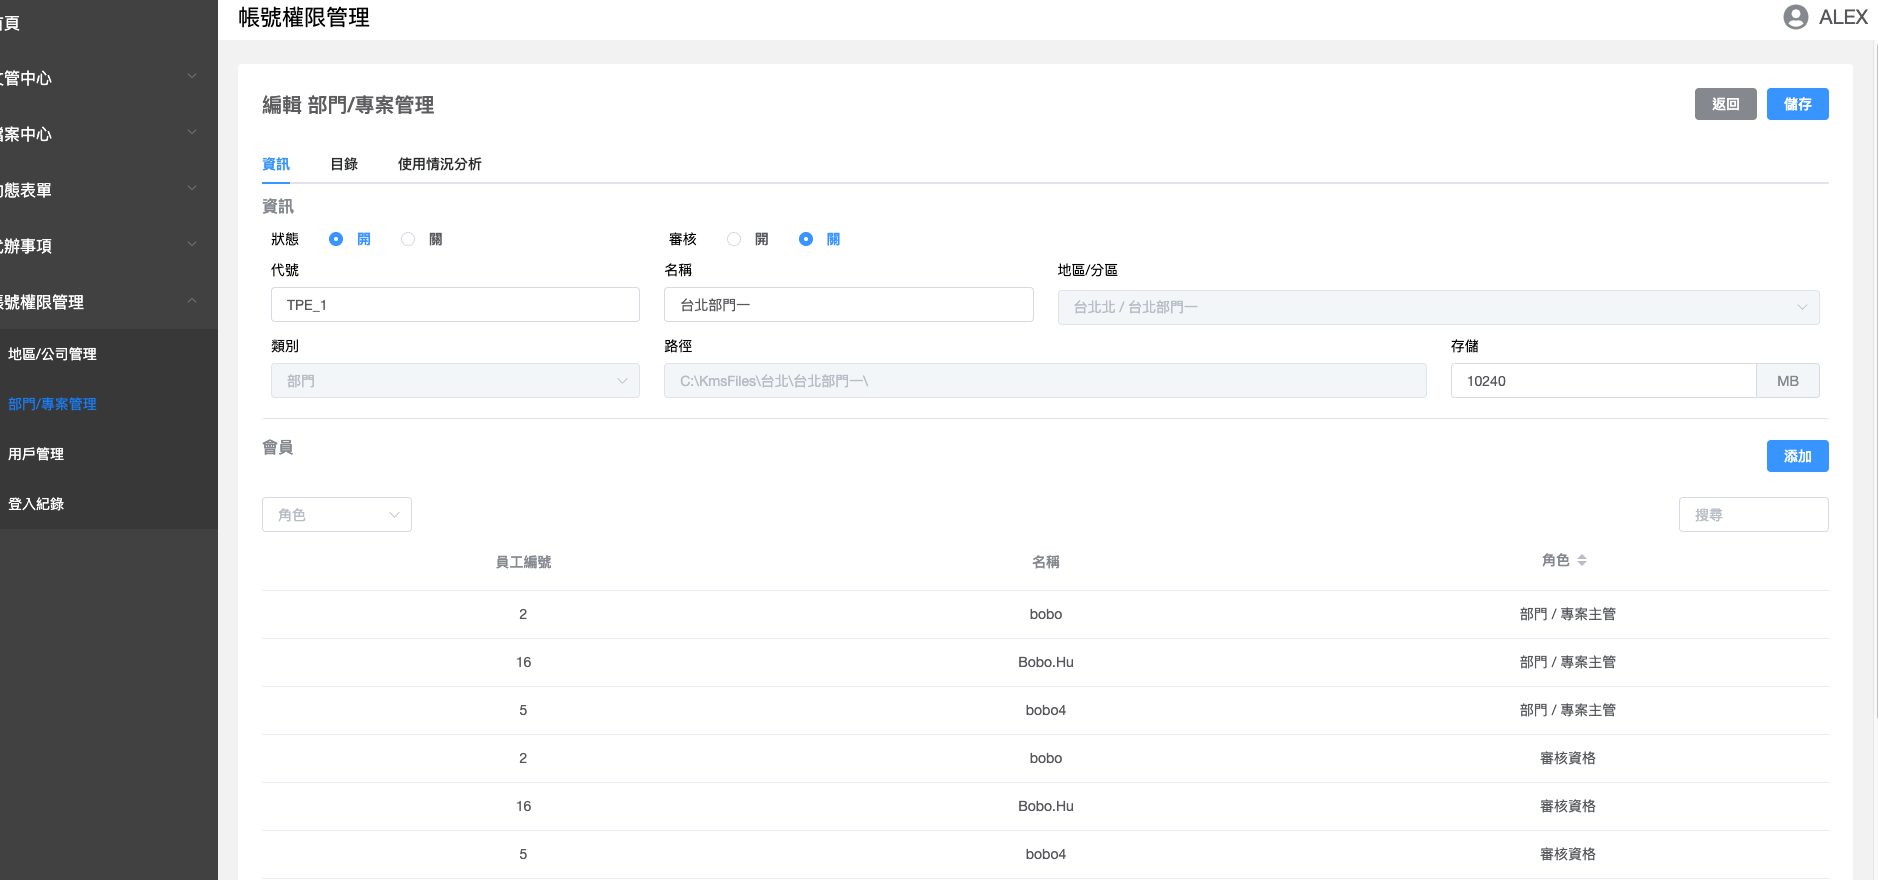 帳號權限管理
ALEX
頁
管中心
案中心
態表單
辦事項
號權限管理
地區/公司管理
部門/專案管理
用戶管理
登入紀錄
編輯 部門/專案管理
返回 儲存
資訊 目錄 使用情況分析
資訊
狀態 開 關 審核 開 關
代號 名稱 地區/分區
TPE_1 台北部門一 台北北 / 台北部門一
類別 路徑 存儲
部門 C:\KmsFiles\台北\台北部門一\ 10240 MB
會員
添加
角色 搜尋
員工編號 名稱 角色
2 bobo 部門 / 專案主管
16 Bobo.Hu 部門 / 專案主管
5 bobo4 部門 / 專案主管
2 bobo 審核資格
16 Bobo.Hu 審核資格
5 bobo4 審核資格